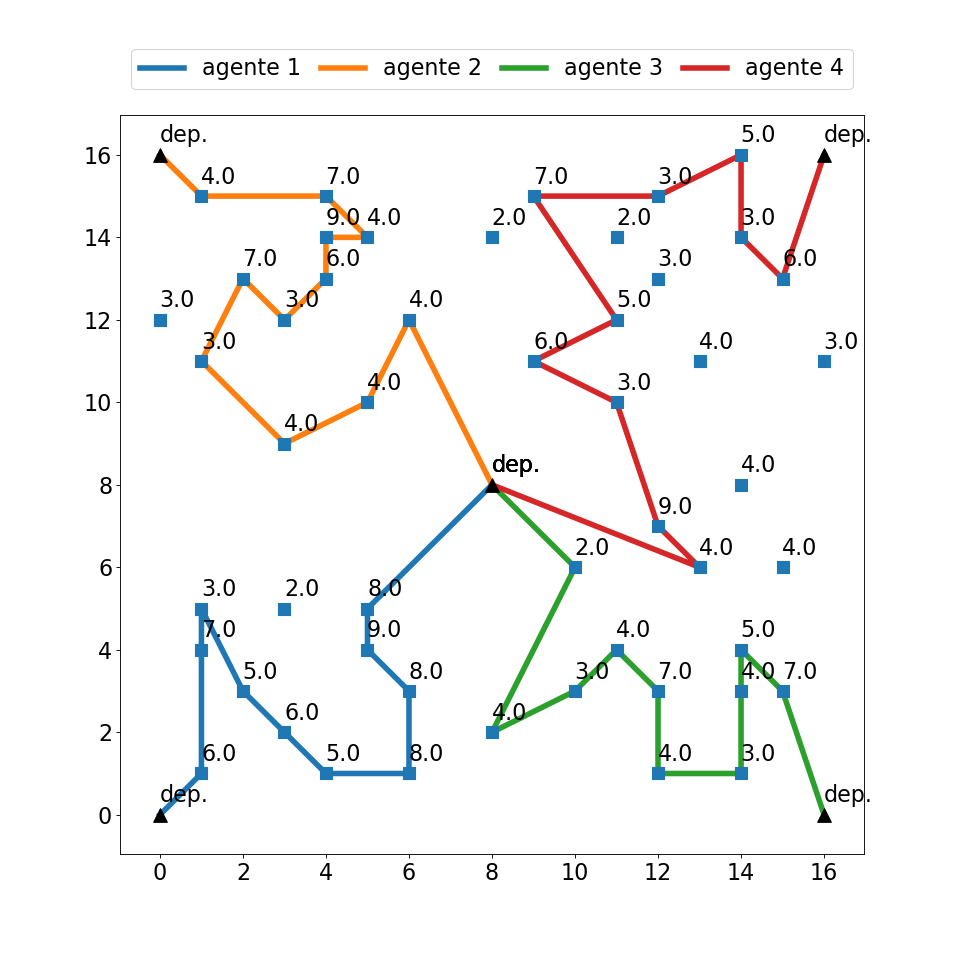 agente 1 agente 2 agente 3 agente 4
5.0
dep. dep.
16
4.0 7.0 7.0 3.0
9.0 4.0 2.0 2.0 3.0
14
7.0 6.0 3.0 6.0
3.0 3.0 4.0 5.0
12
3.0 6.0 4.0 3.0
4.0 3.0
10
4.0
dep. 4.0
8
9.0
2.0 4.0 4.0
6
3.0 2.0 8.0
7.0 9.0 4.0 5.0
4
5.0 8.0 3.0 7.0 4.0 7.0
6.0 4.0
2
6.0 5.0 8.0 4.0 3.0
dep. dep.
0
0 2 4 6 8 10 12 14 16